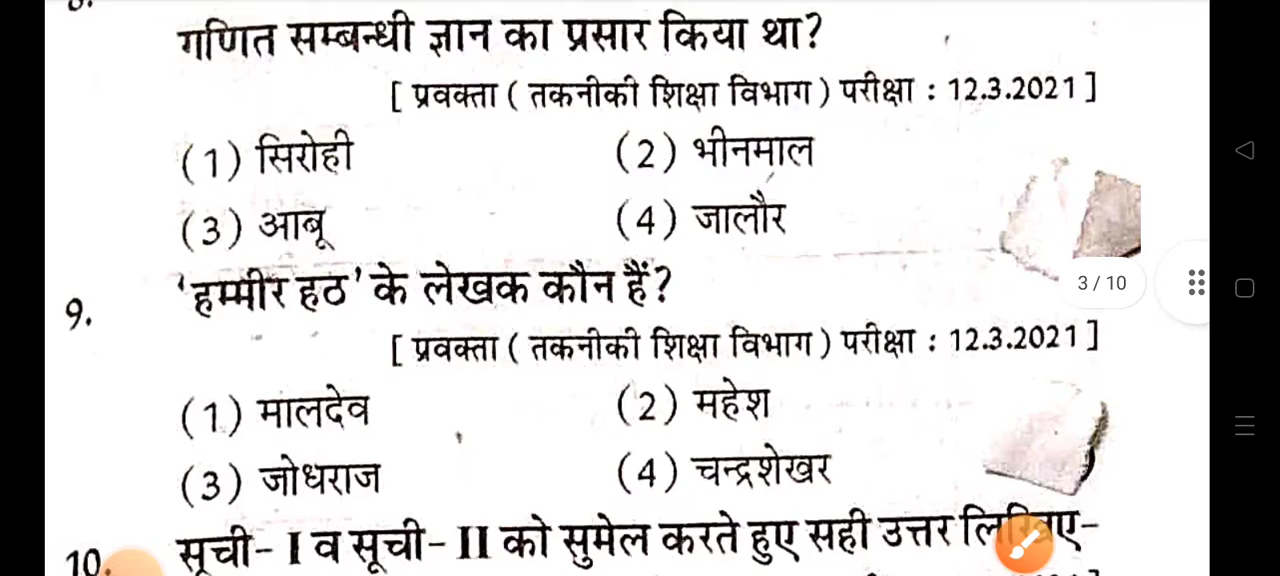 गणित सम्बन्धी ज्ञान का प्रसार किया था?
[ प्रवक्ता ( तकनीकी शिक्षा विभाग ) परीक्षा : 12.3.2021 ]
(1) सिरोही (2) भीनमाल
(3) आबू (4) जालौर
3 / 10
9. 'हम्मीर हठ' के लेखक कौन हैं?
[ प्रवक्ता ( तकनीकी शिक्षा विभाग ) परीक्षा : 12.3.2021 ]
(1) मालदेव (2) महेश
(3) जोधराज (4) चन्द्रशेखर
10. सूची- I व सूची- II को सुमेल करते हुए सही उत्तर लिखिए-